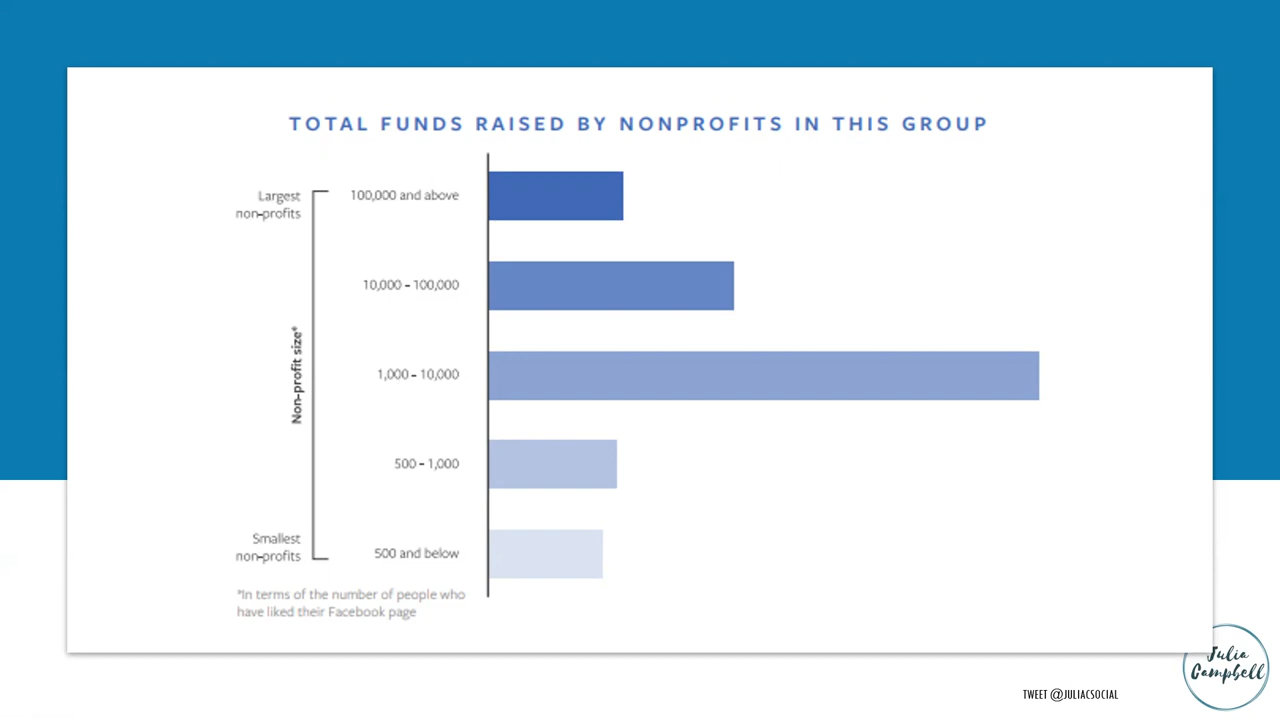 TOTAL FUNDS RAISED BY NONPROFITS IN THIS GROUP
Largest
non-profits
100,000 and above
10,000 - 100,000
Non-profit size*
1,000 - 10,000
500 - 1,000
Smallest
non-profits
500 and below
*In terms of the number of people who
have liked their Facebook page
Julia
Campbell
TWEET @JULIACSOCIAL